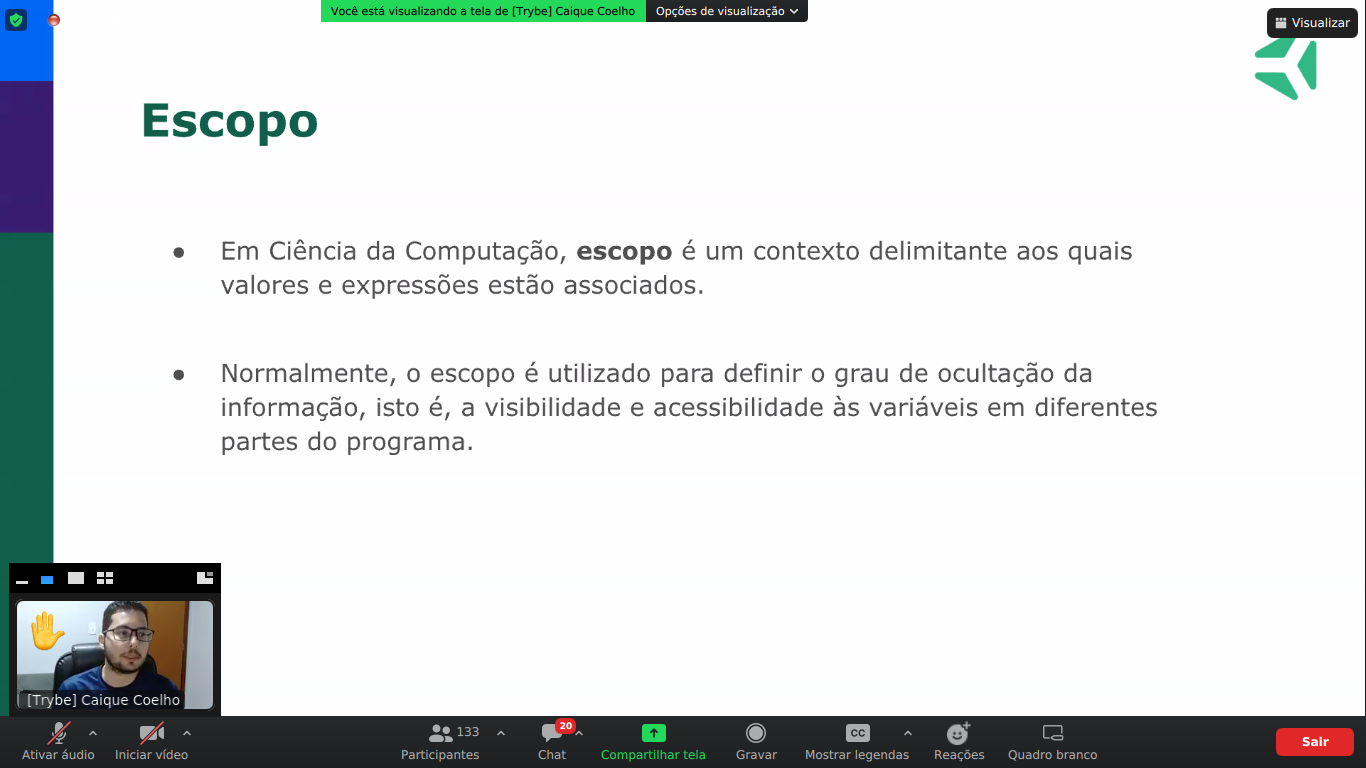 Você está visualizando a tela de [Trybe] Caique Coelho
Opções de visualização
Visualizar
Escopo
● Em Ciência da Computação, escopo é um contexto delimitante aos quais
valores e expressões estão associados.
● Normalmente, o escopo é utilizado para definir o grau de ocultação da
informação, isto é, a visibilidade e acessibilidade às variáveis em diferentes
partes do programa.
[Trybe] Caique Coelho
Ativar áudio
Iniciar vídeo
133
Participantes
20
Chat
Compartilhar tela
Gravar
CC
Mostrar legendas
Reações
Quadro branco
Sair